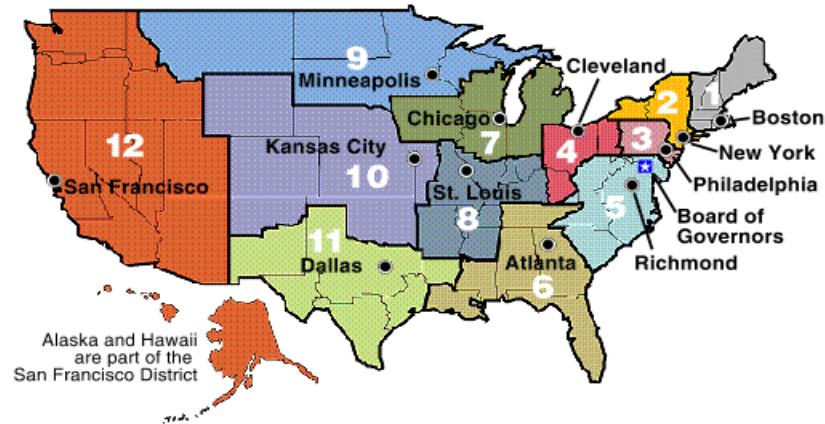 Cleveland
9
Minneapolis
2
1
Chicago
Boston
7
12
Kansas City
4
3
New York
10
San Francisco
St. Louis
Philadelphia
8
5
Board of
Governors
11
Dallas
Atlanta
Richmond
6
Alaska and Hawaii
are part of the
San Francisco District